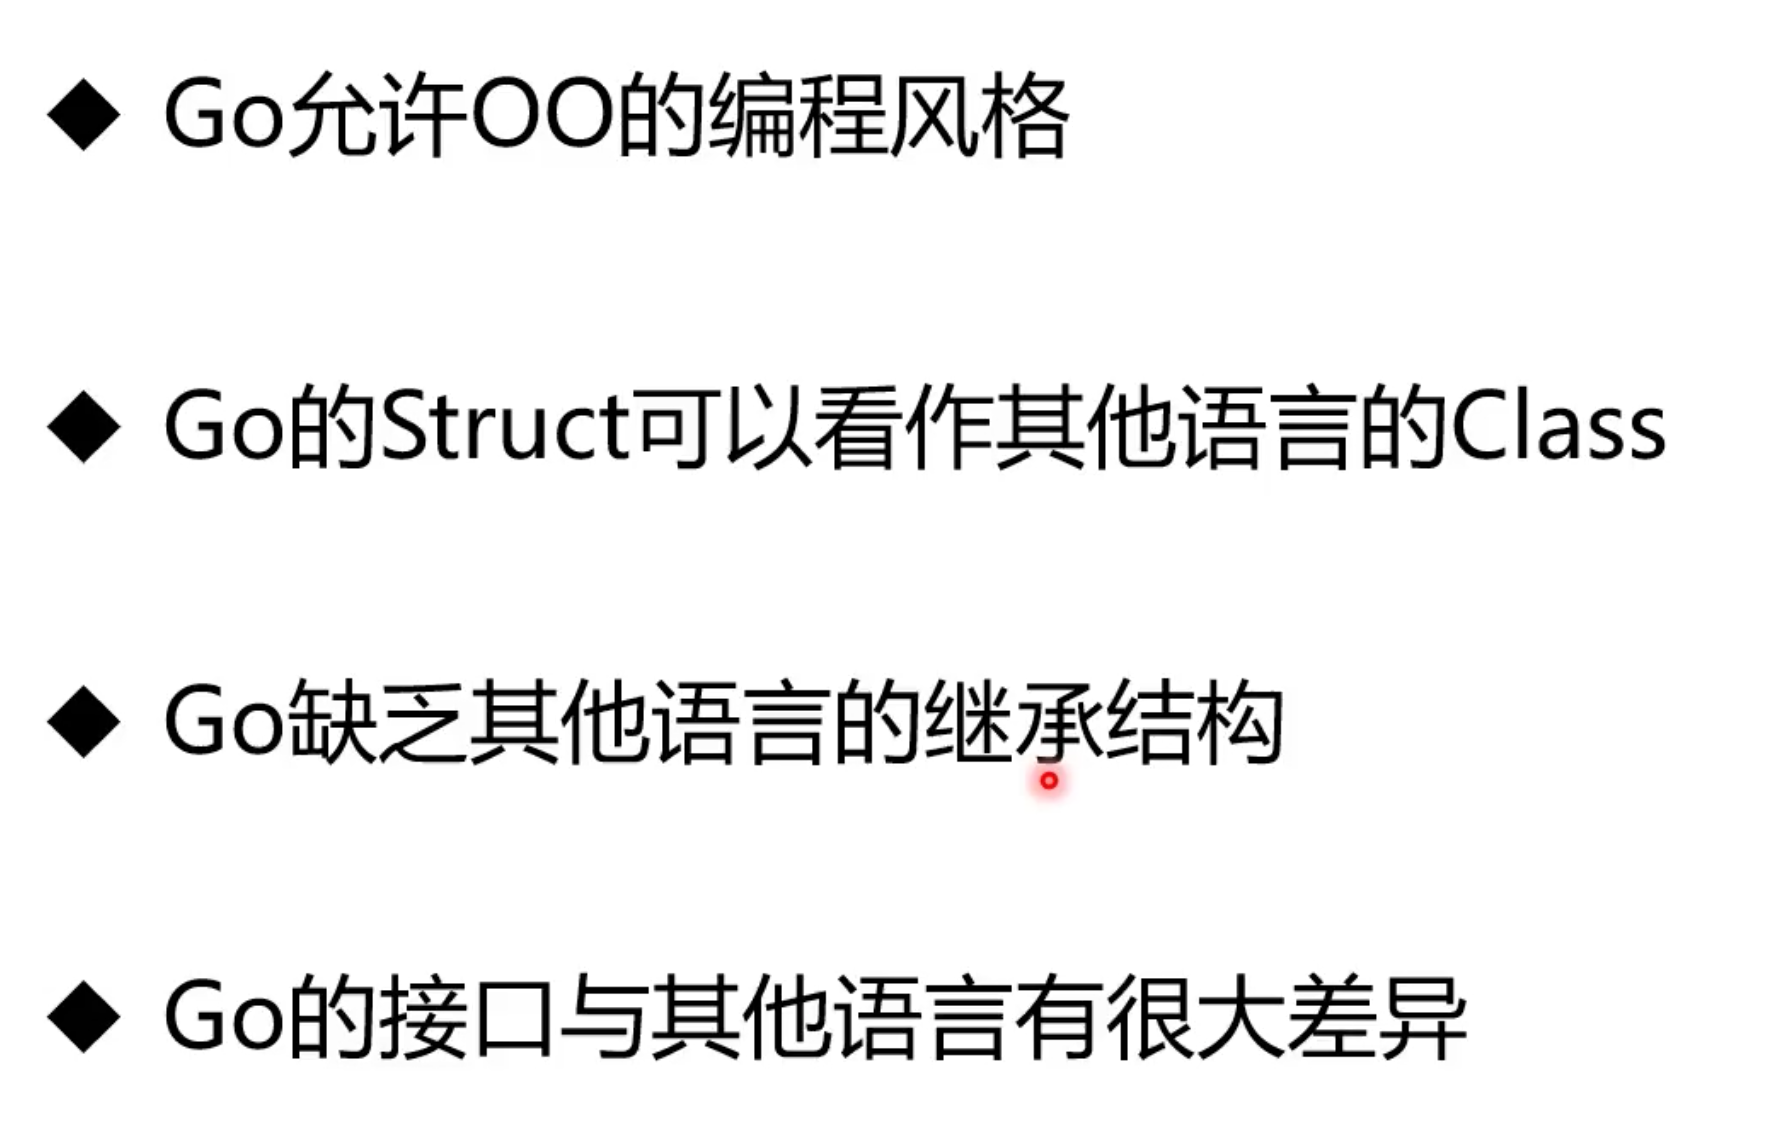 ◆ Go允许OO的编程风格
◆ Go的Struct可以看作其他语言的Class
◆ Go缺乏其他语言的继承结构
◆ Go的接口与其他语言有很大差异